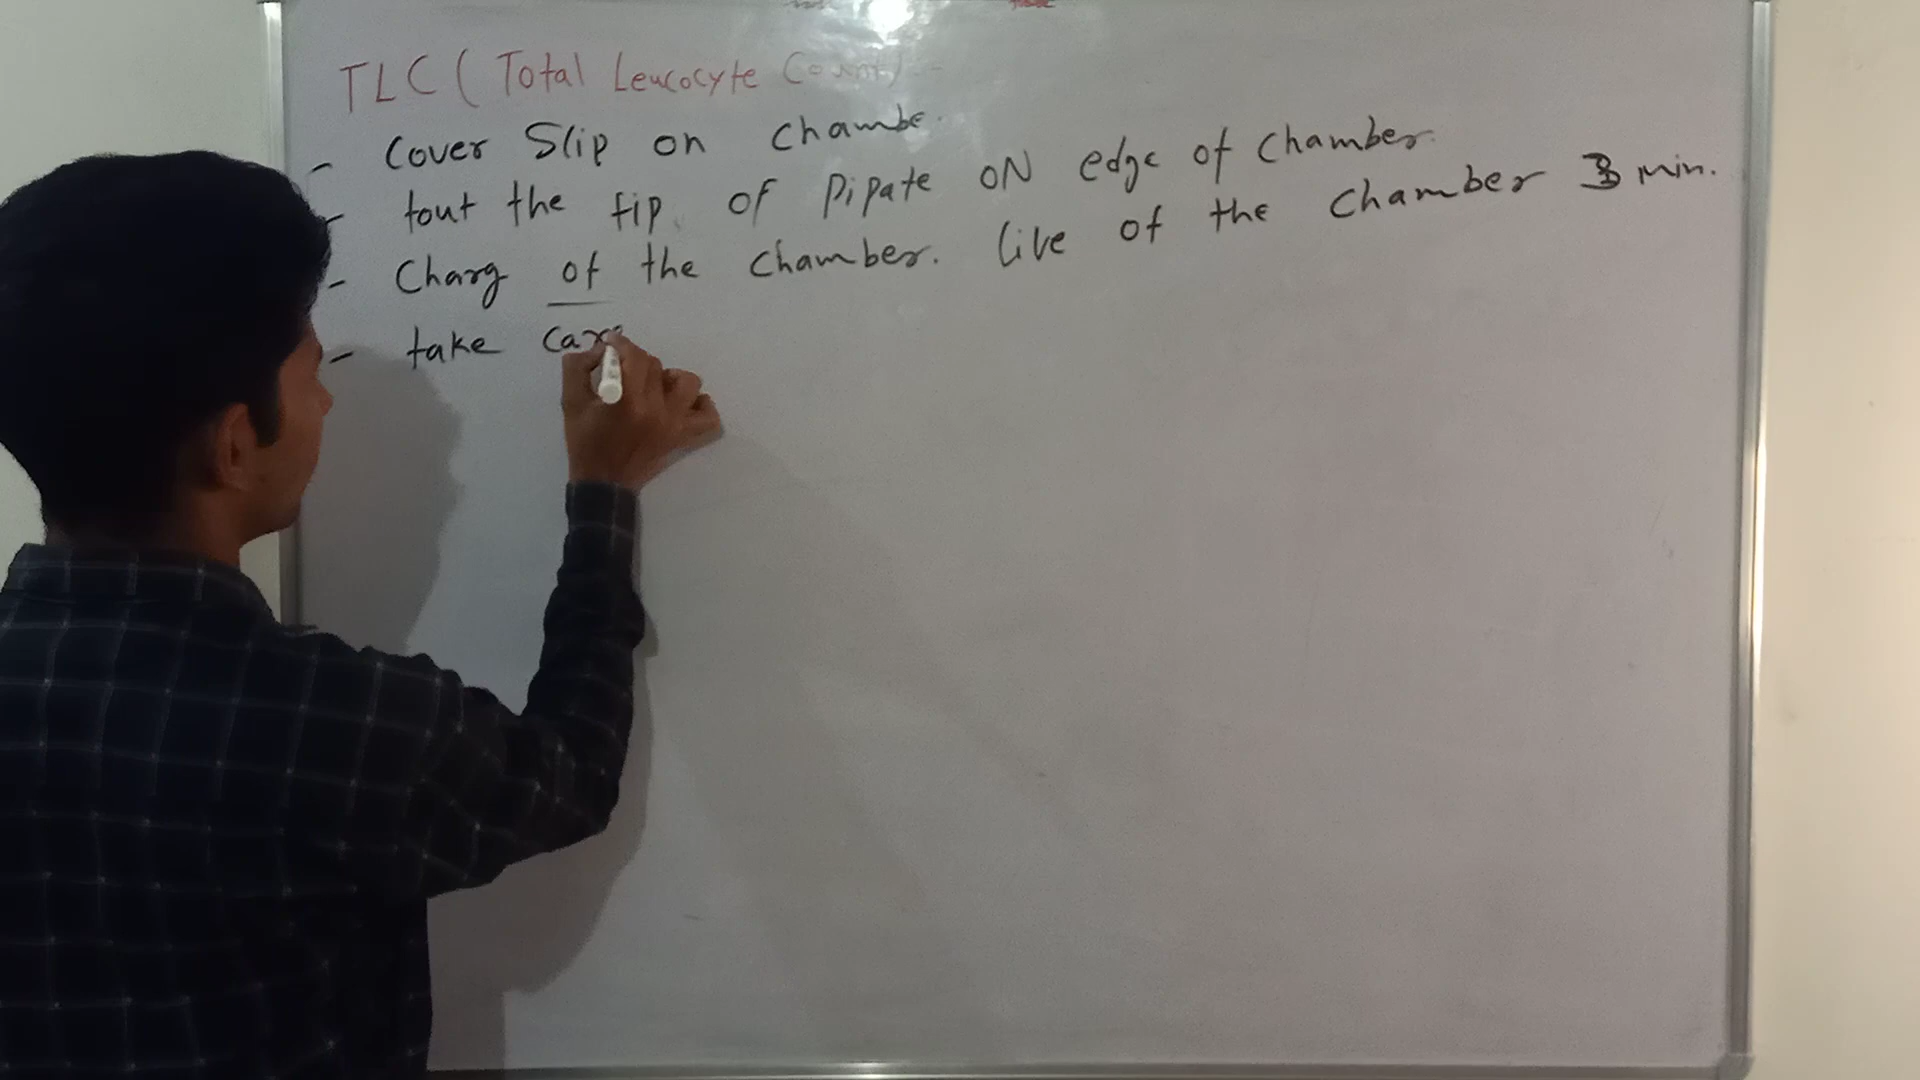 TLC ( Total Leucocyte Count) :-
- Cover Slip on Chambe.
- tout the tip of Pipate ON edge of Chamber.
- Charg of the Chamber. live of the Chamber 3 min.
- take Care